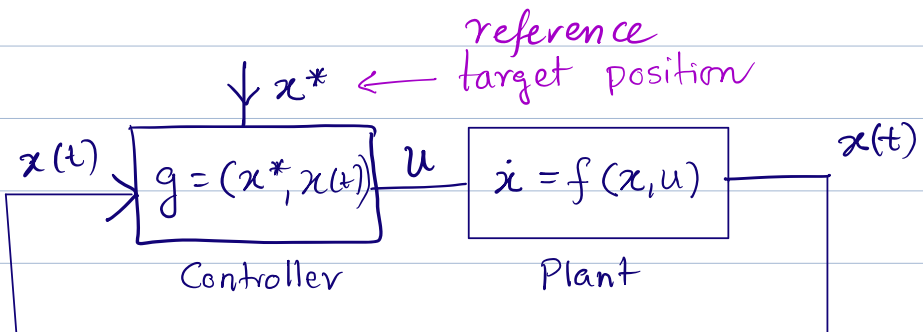 reference
x* ← target position
x(t)
g = (x*, x(t))
u
ẋ = f(x,u)
x(t)
Controller
Plant